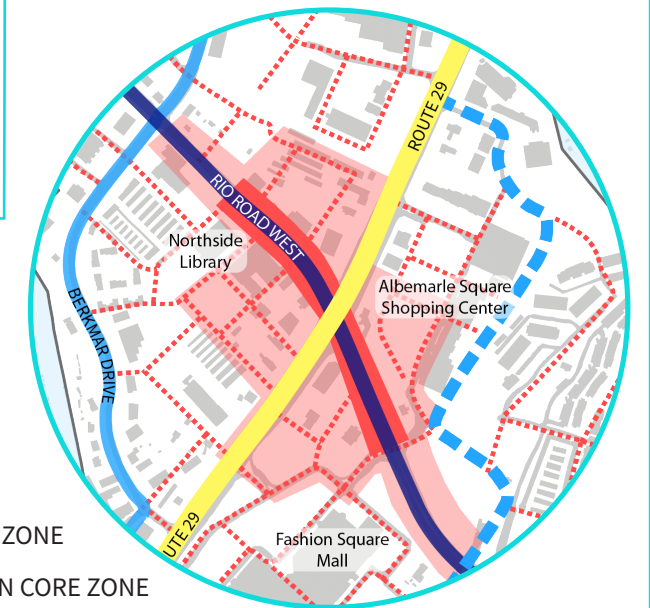 ROUTE 29
RIO ROAD WEST
Northside
Library
Albemarle Square
Shopping Center
BERKMAR DRIVE
UTE 29
Fashion Square
Mall
ZONE
N CORE ZONE